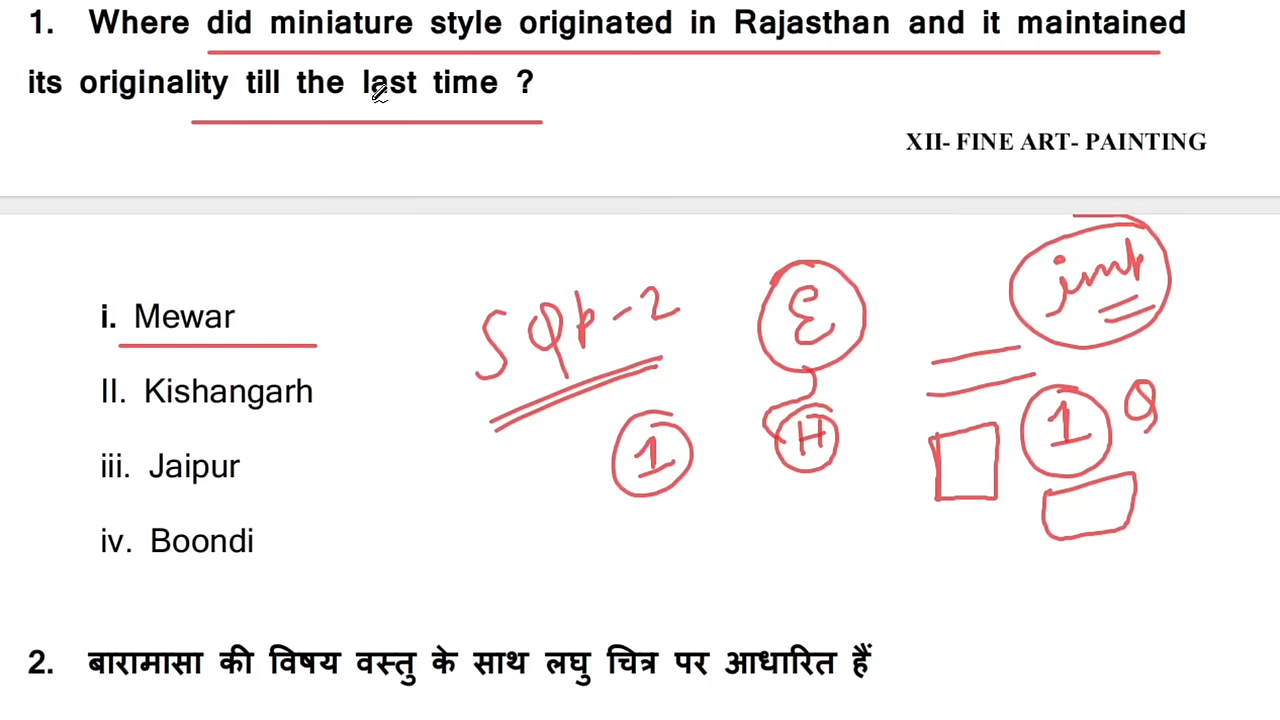 1. Where did miniature style originated in Rajasthan and it maintained
its originality till the last time ?
XII- FINE ART- PAINTING
imp
i. Mewar
SQP-2
E
II. Kishangarh
1
H
1 Q
iii. Jaipur
iv. Boondi
2. बारामासा की विषय वस्तु के साथ लघु चित्र पर आधारित हैं